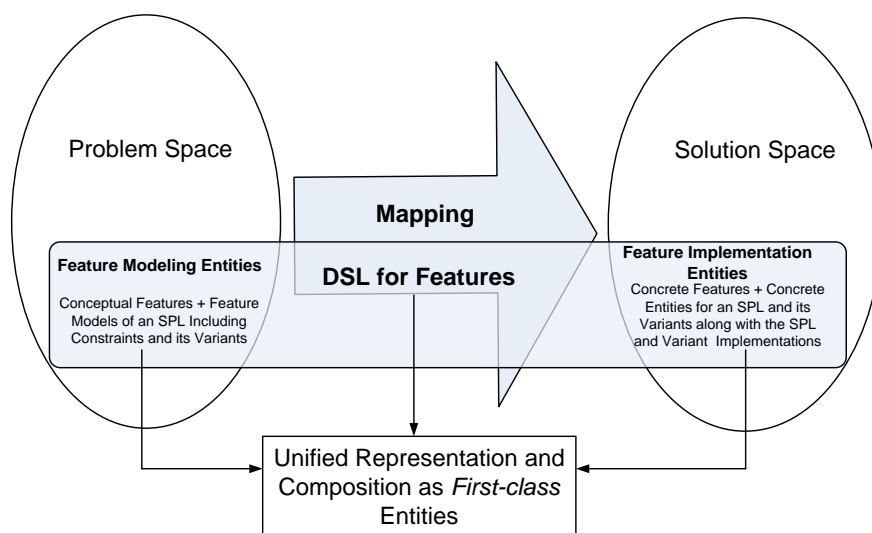 Problem Space
Solution Space
Mapping
DSL for Features
Feature Modeling Entities
Conceptual Features + Feature
Models of an SPL Including
Constraints and its Variants
Feature Implementation
Entities
Concrete Features + Concrete
Entities for an SPL and its
Variants along with the SPL
and Variant Implementations
Unified Representation and
Composition as First-class
Entities